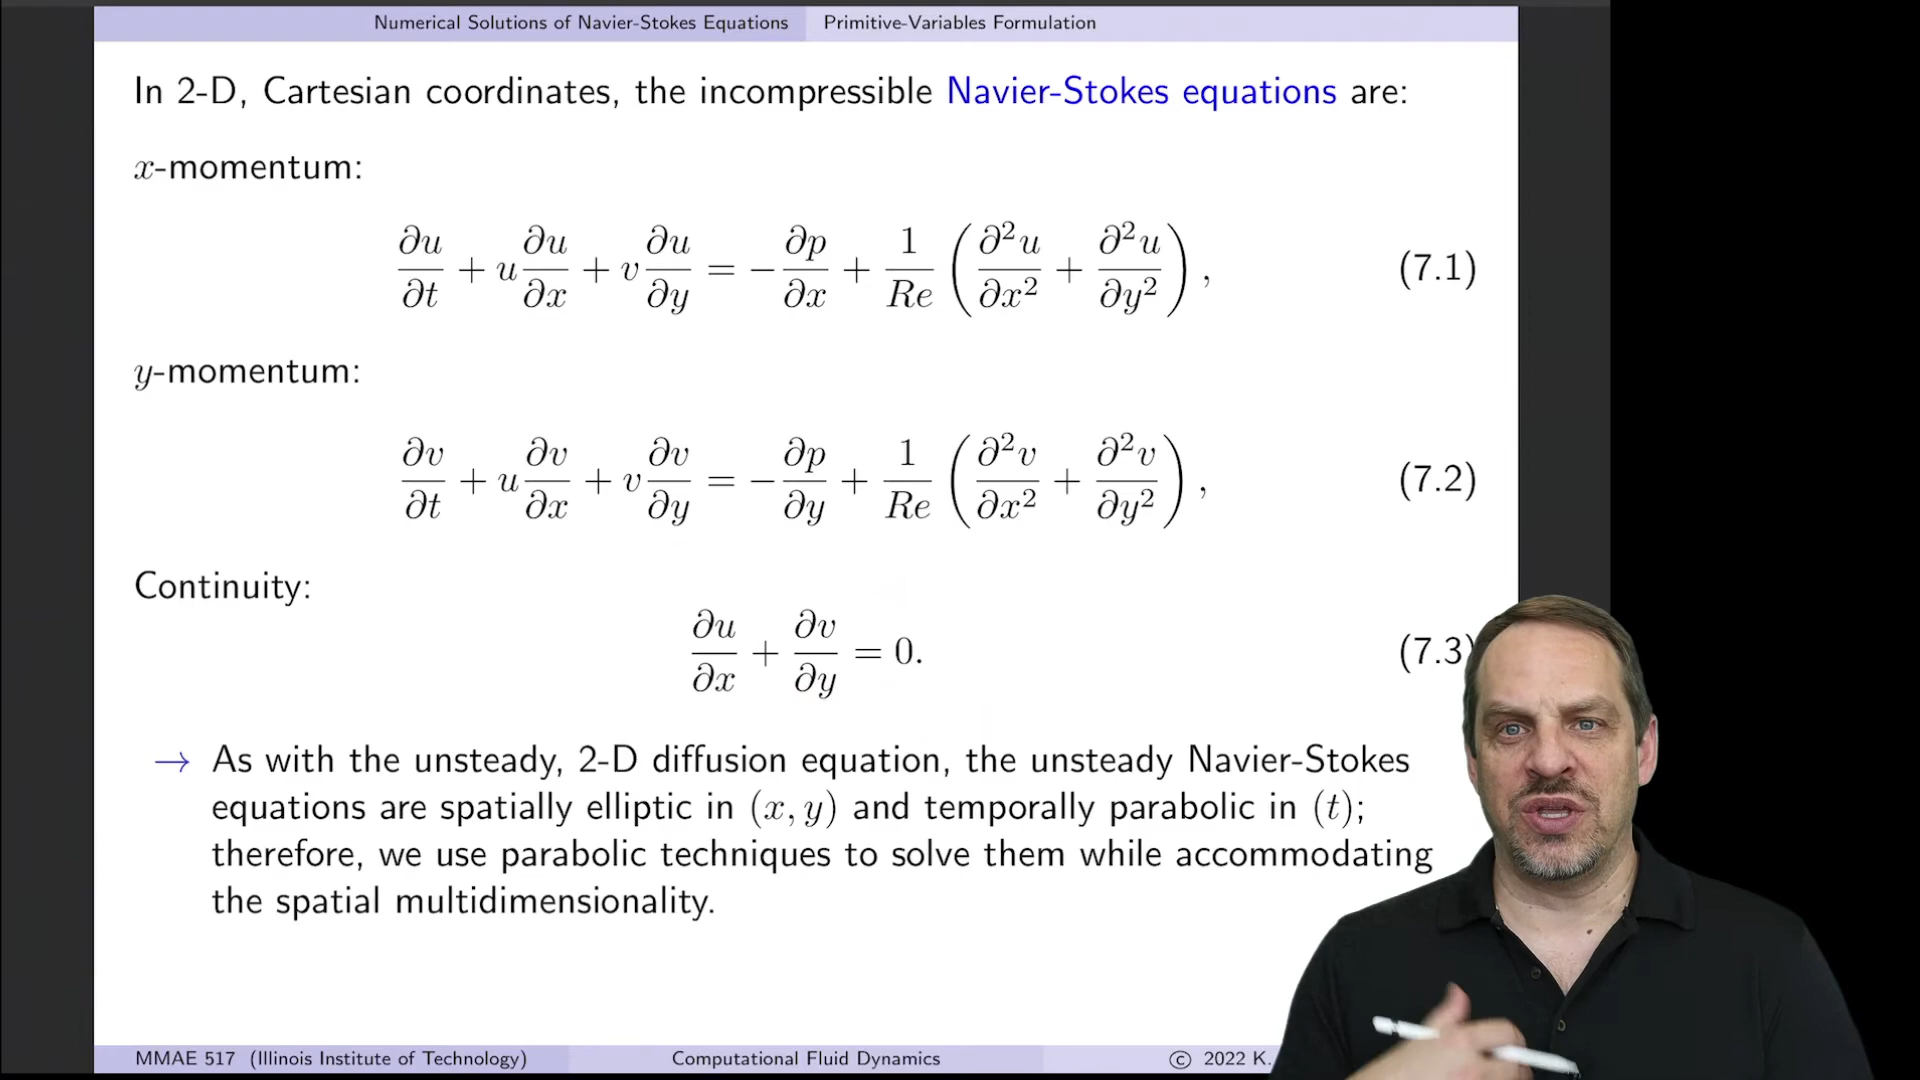 Numerical Solutions of Navier-Stokes Equations Primitive-Variables Formulation
In 2-D, Cartesian coordinates, the incompressible Navier-Stokes equations are:
x-momentum:
∂u/∂t + u ∂u/∂x + v ∂u/∂y = −∂p/∂x + 1/Re (∂²u/∂x² + ∂²u/∂y²), (7.1)
y-momentum:
∂v/∂t + u ∂v/∂x + v ∂v/∂y = −∂p/∂y + 1/Re (∂²v/∂x² + ∂²v/∂y²), (7.2)
Continuity:
∂u/∂x + ∂v/∂y = 0. (7.3)
→ As with the unsteady, 2-D diffusion equation, the unsteady Navier-Stokes
equations are spatially elliptic in (x, y) and temporally parabolic in (t);
therefore, we use parabolic techniques to solve them while accommodating
the spatial multidimensionality.
MMAE 517 (Illinois Institute of Technology) Computational Fluid Dynamics © 2022 K.